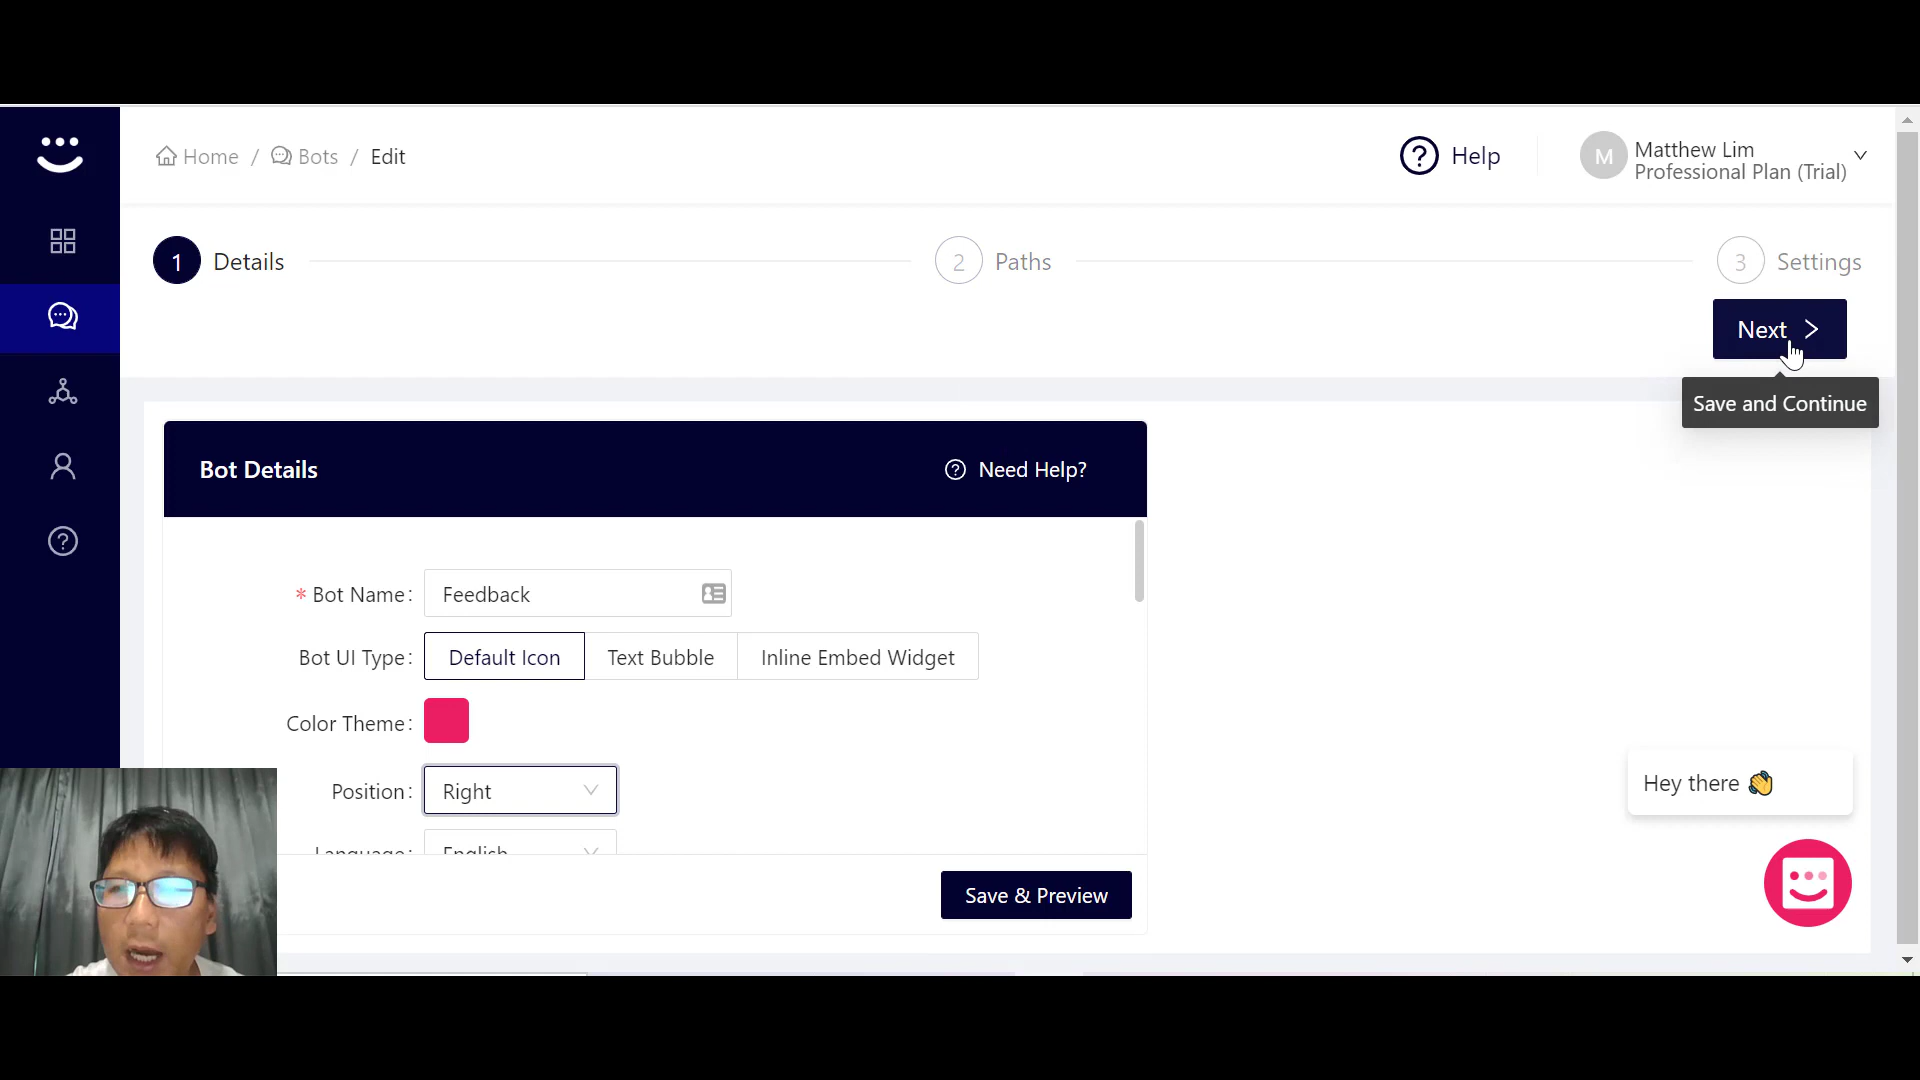 Home / Bots / Edit
Help
M
Matthew Lim
Professional Plan (Trial)
1 Details
2 Paths
3 Settings
Next
Save and Continue
Bot Details
Need Help?
* Bot Name: Feedback
Bot UI Type: Default Icon Text Bubble Inline Embed Widget
Color Theme:
Position: Right
Language: English
Hey there 👋
Save & Preview